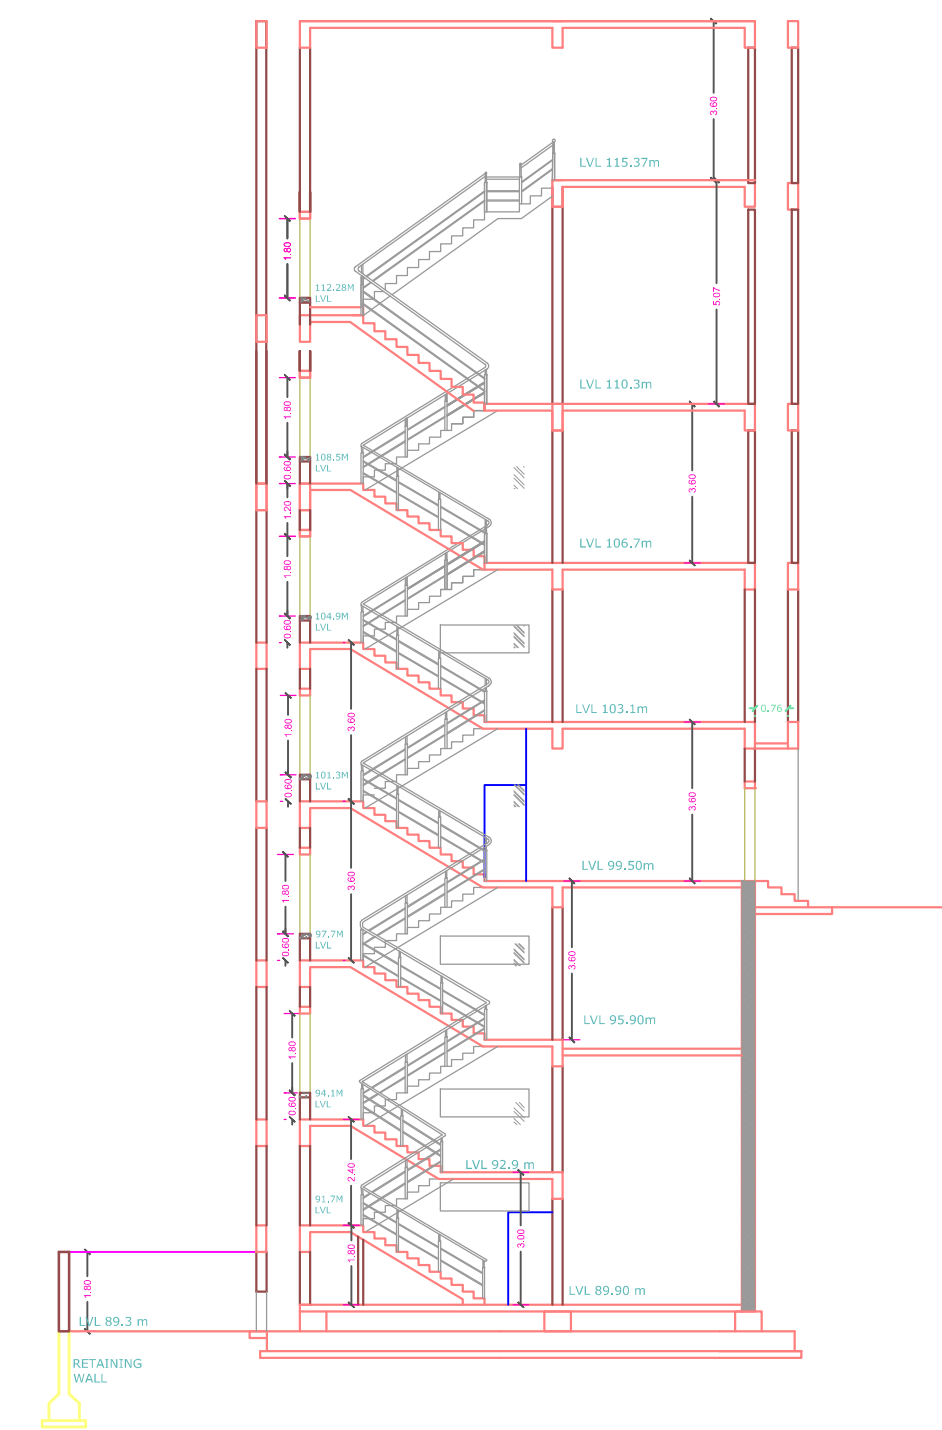 3.60
LVL 115.37m
1.80
112.28M
LVL
5.07
LVL 110.3m
1.80
108.5M
LVL
0.60
3.60
1.20
LVL 106.7m
1.80
104.9M
LVL
0.60
LVL 103.1m
0.76
1.80
3.60
101.3M
LVL
0.60
3.60
LVL 99.50m
1.80
3.60
97.7M
LVL
0.60
3.60
LVL 95.90m
1.80
94.1M
LVL
0.60
2.40
LVL 92.9 m
91.7M
LVL
3.00
1.80
1.80
LVL 89.90 m
LVL 89.3 m
RETAINING
WALL